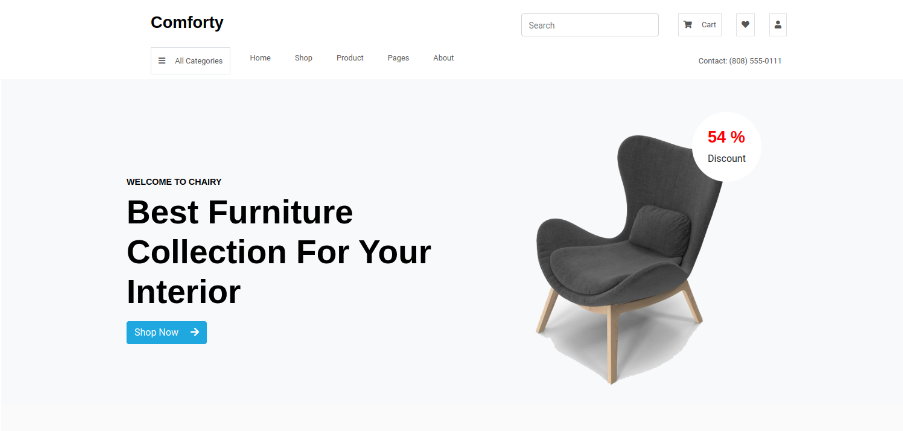 Comforty
Search
Cart
All Categories
Home
Shop
Product
Pages
About
Contact: (808) 555-0111
54 %
Discount
WELCOME TO CHAIRY
Best Furniture
Collection For Your
Interior
Shop Now